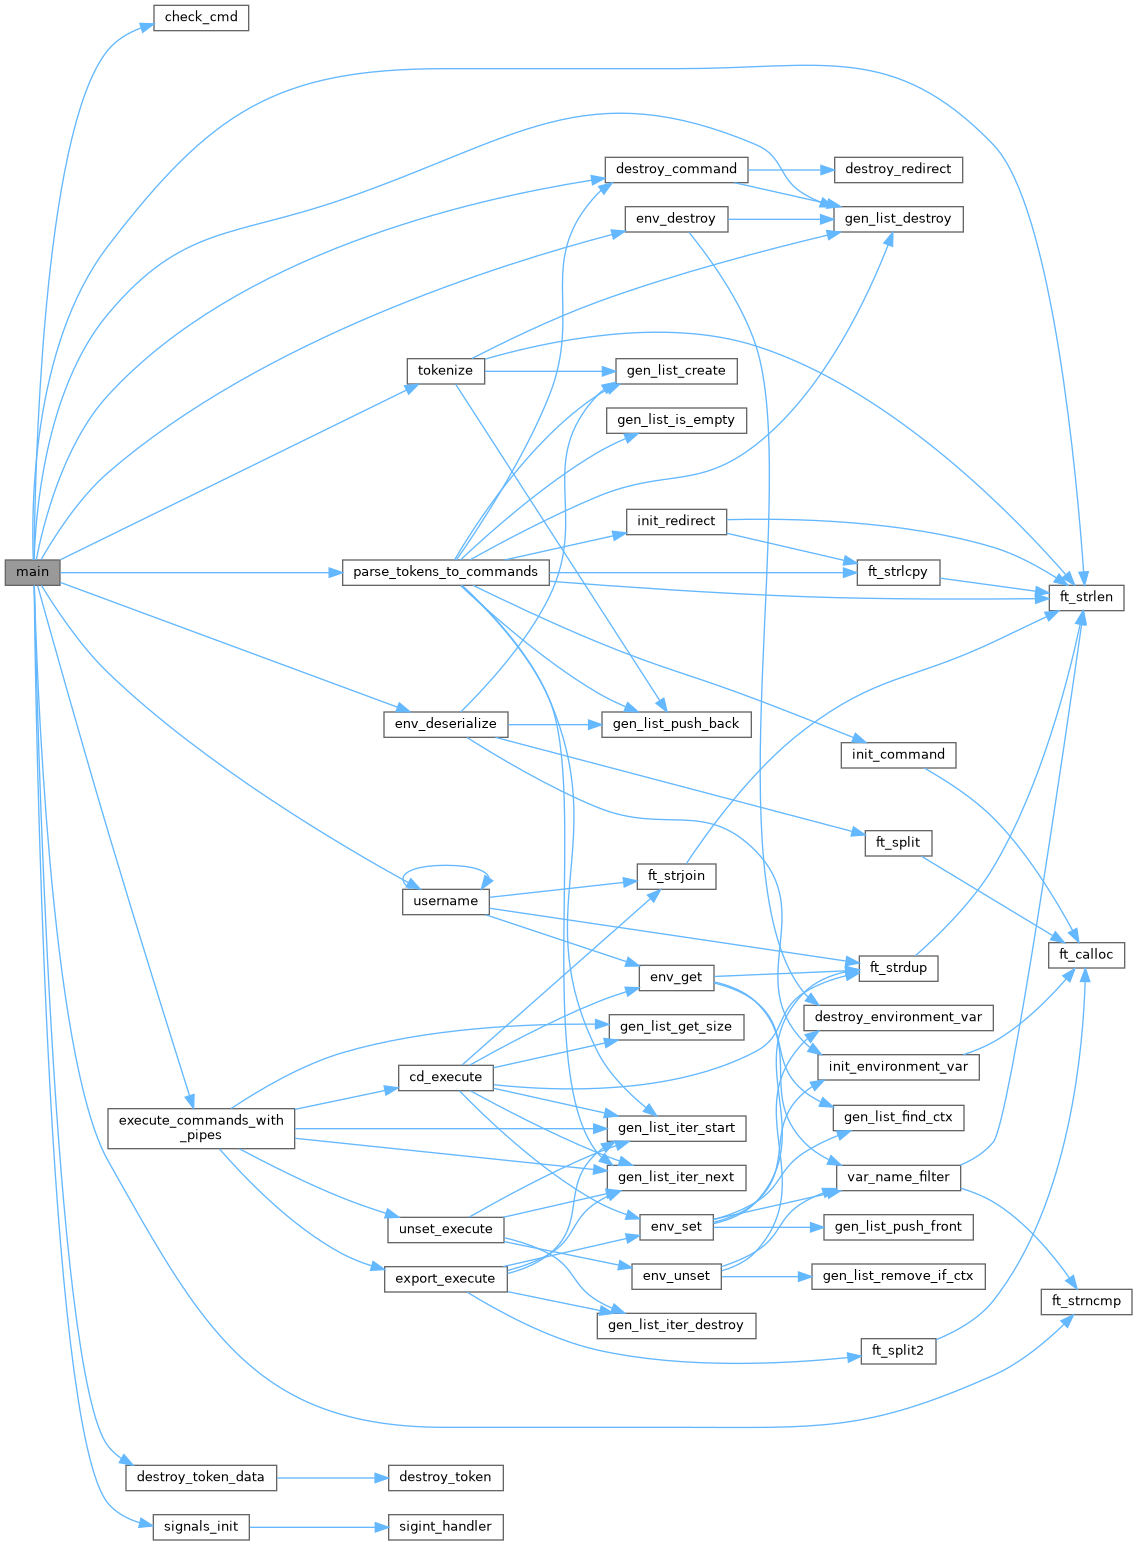 check_cmd
destroy_command
destroy_redirect
env_destroy
gen_list_destroy
tokenize
gen_list_create
gen_list_is_empty
init_redirect
main
parse_tokens_to_commands
ft_strlcpy
ft_strlen
env_deserialize
gen_list_push_back
init_command
ft_split
ft_strjoin
username
ft_calloc
ft_strdup
env_get
destroy_environment_var
gen_list_get_size
init_environment_var
cd_execute
gen_list_find_ctx
execute_commands_with
_pipes
gen_list_iter_start
gen_list_iter_next
var_name_filter
unset_execute
env_set
gen_list_push_front
export_execute
env_unset
gen_list_remove_if_ctx
ft_strncmp
gen_list_iter_destroy
ft_split2
destroy_token_data
destroy_token
signals_init
sigint_handler